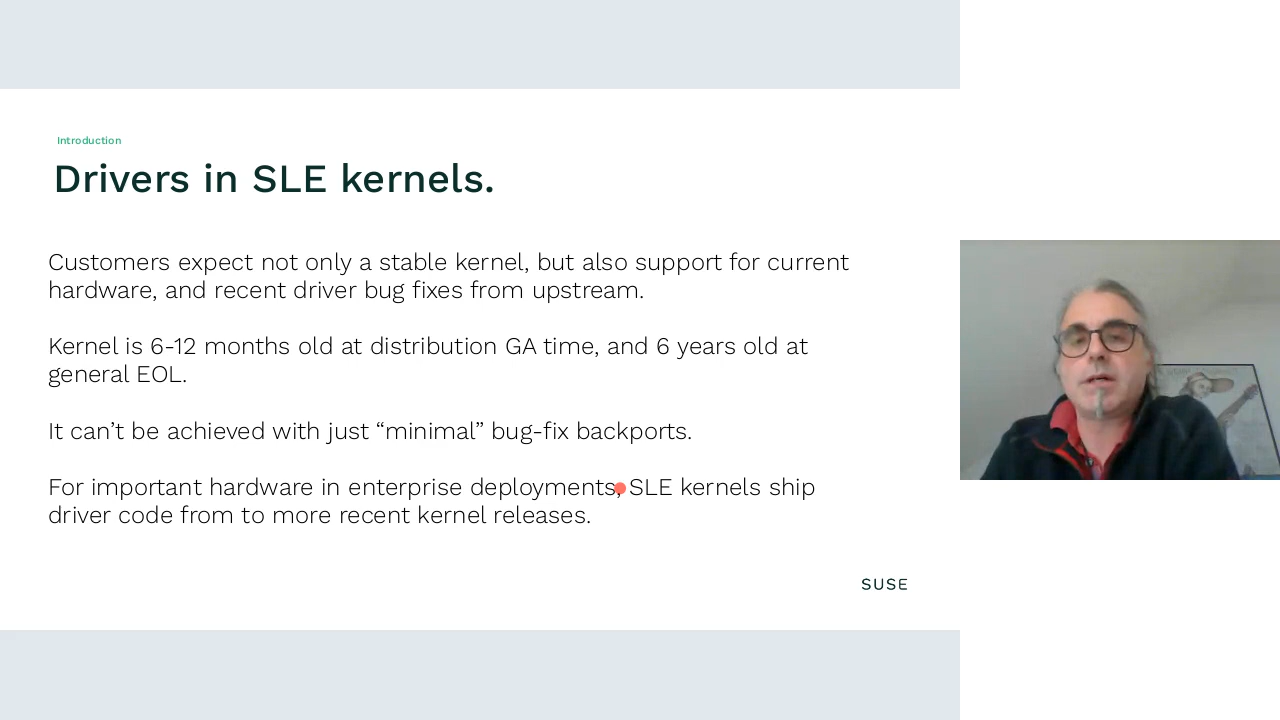 Introduction
Drivers in SLE kernels.
Customers expect not only a stable kernel, but also support for current
hardware, and recent driver bug fixes from upstream.
Kernel is 6-12 months old at distribution GA time, and 6 years old at
general EOL.
It can’t be achieved with just “minimal” bug-fix backports.
For important hardware in enterprise deployments, SLE kernels ship
driver code from to more recent kernel releases.
SUSE